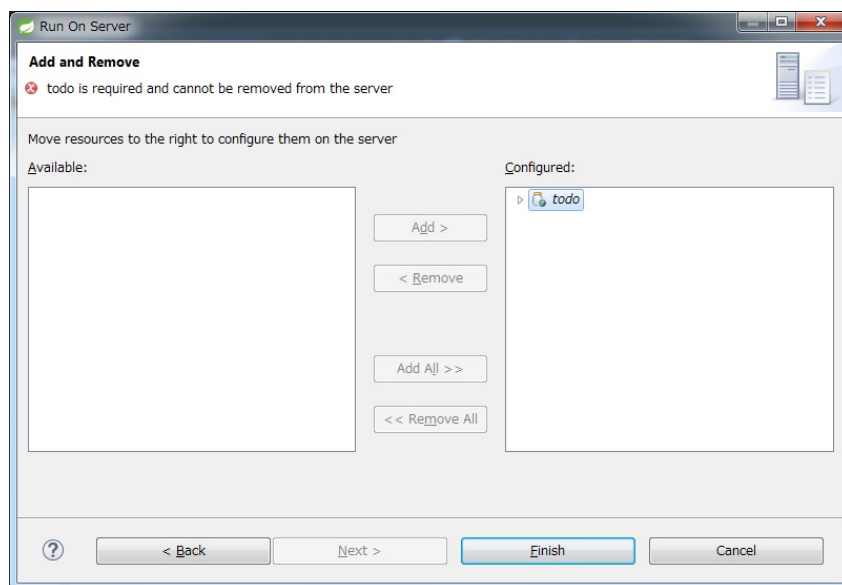 Run On Server
Add and Remove
todo is required and cannot be removed from the server
Move resources to the right to configure them on the server
Available:
Configured:
todo
Add >
< Remove
Add All >>
<< Remove All
?
< Back
Next >
Finish
Cancel